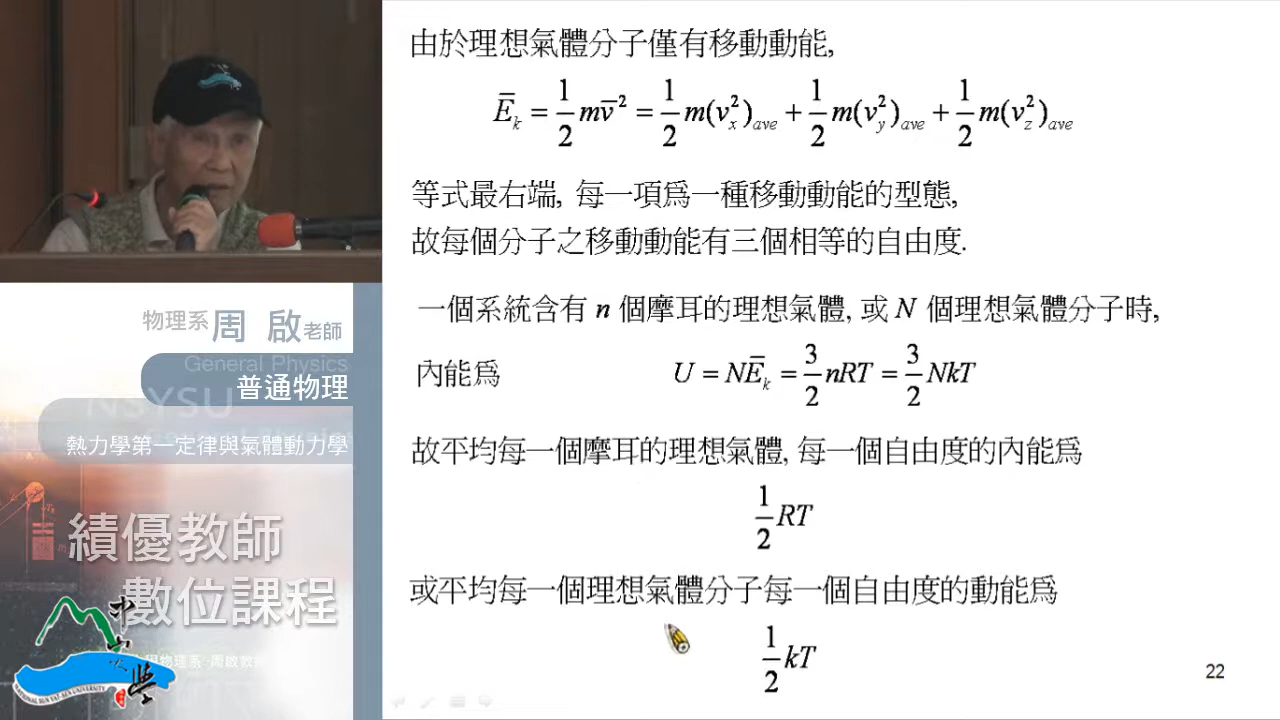 由於理想氣體分子僅有移動動能,
Ē_k = 1/2 mv̄² = 1/2 m(v_x²)_ave + 1/2 m(v_y²)_ave + 1/2 m(v_z²)_ave
等式最右端, 每一項爲一種移動動能的型態,
故每個分子之移動動能有三個相等的自由度.
一個系統含有 n 個摩耳的理想氣體, 或 N 個理想氣體分子時,
內能爲 U = NĒ_k = 3/2 nRT = 3/2 NkT
故平均每一個摩耳的理想氣體, 每一個自由度的內能爲
1/2 RT
或平均每一個理想氣體分子每一個自由度的動能爲
1/2 kT
22
物理系 周 啟 老師
General Physics
普通物理
NSYSU
熱力學第一定律與氣體動力學
績優教師
數位課程